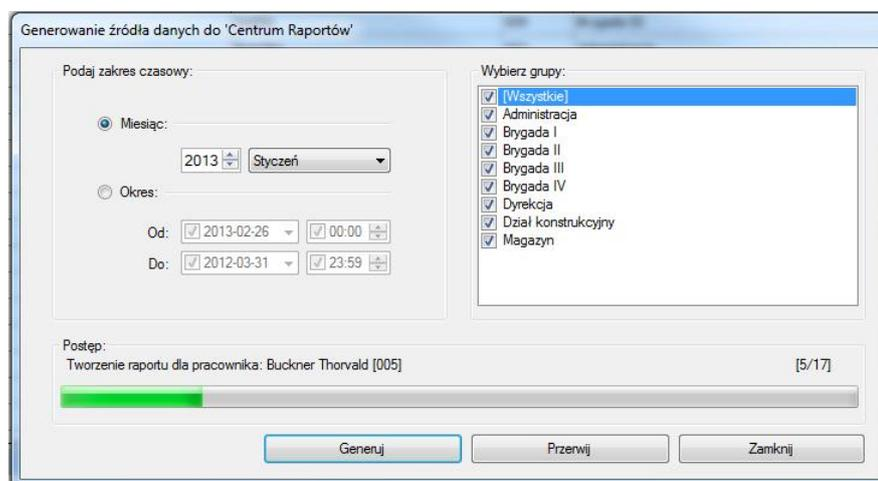 Generowanie źródła danych do 'Centrum Raportów'
Podaj zakres czasowy:
Miesiąc:
2013 Styczeń
Okres:
Od: 2013-02-26 00:00
Do: 2012-03-31 23:59
Wybierz grupy:
[Wszystkie]
Administracja
Brygada I
Brygada II
Brygada III
Brygada IV
Dyrekcja
Dział konstrukcyjny
Magazyn
Postęp:
Tworzenie raportu dla pracownika: Buckner Thorvald [005] [5/17]
Generuj Przerwij Zamknij